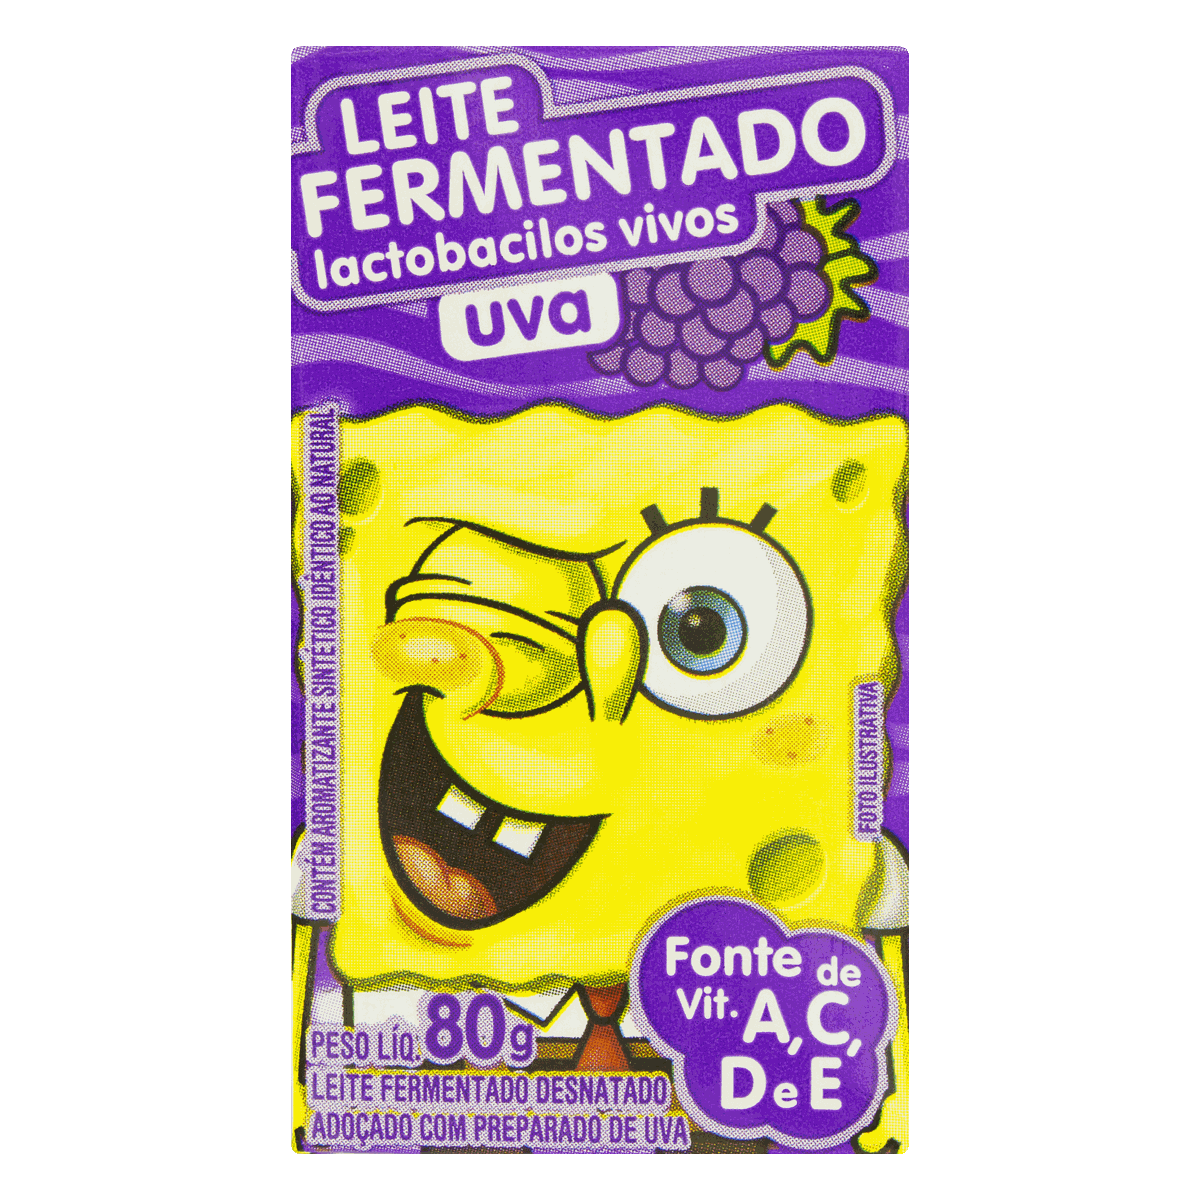 LEITE
FERMENTADO
lactobacilos vivos
uva
CONTÉM AROMATIZANTE SINTÉTICO IDÊNTICO AO NATURAL
FOTO ILUSTRATIVA
Fonte de
Vit. A, C,
D e E
PESO LÍQ. 80g
LEITE FERMENTADO DESNATADO
ADOÇADO COM PREPARADO DE UVA